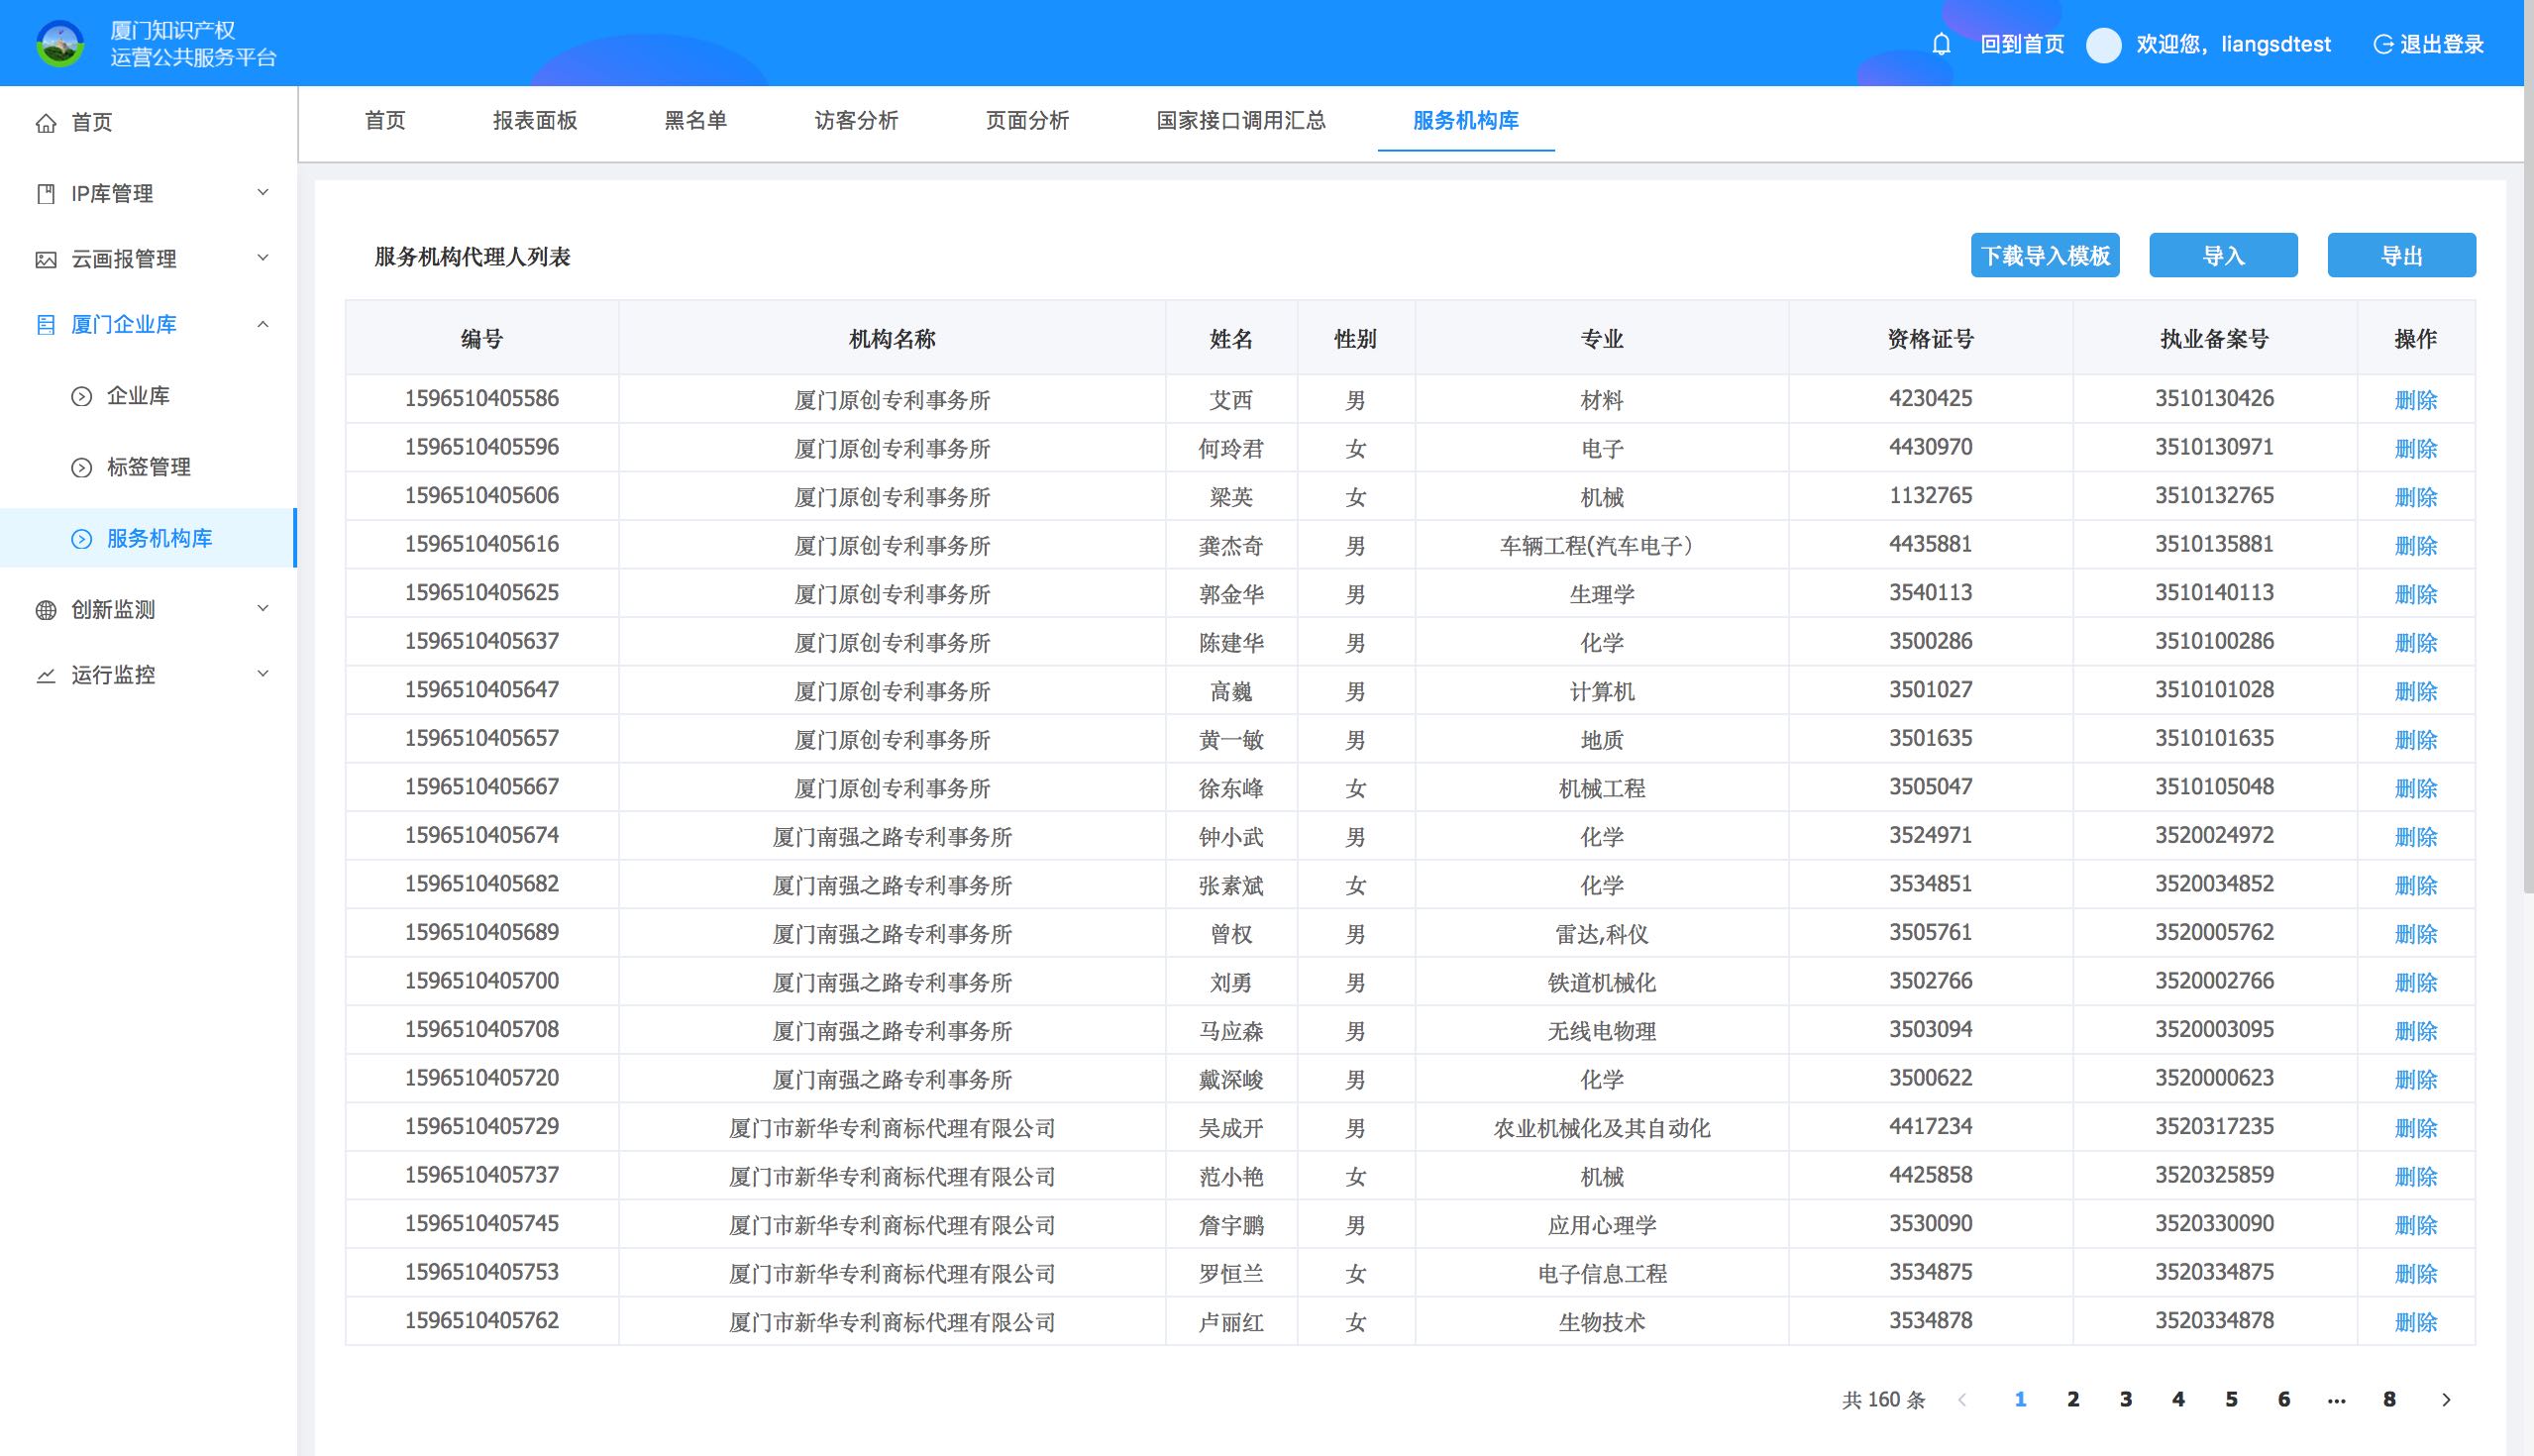 厦门知识产权
运营公共服务平台
回到首页 欢迎您，liangsdtest 退出登录
首页
IP库管理
云画报管理
厦门企业库
企业库
标签管理
服务机构库
创新监测
运行监控
首页 报表面板 黑名单 访客分析 页面分析 国家接口调用汇总 服务机构库
服务机构代理人列表 下载导入模板 导入 导出
编号 机构名称 姓名 性别 专业 资格证号 执业备案号 操作
1596510405586 厦门原创专利事务所 艾西 男 材料 4230425 3510130426 删除
1596510405596 厦门原创专利事务所 何玲君 女 电子 4430970 3510130971 删除
1596510405606 厦门原创专利事务所 梁英 女 机械 1132765 3510132765 删除
1596510405616 厦门原创专利事务所 龚杰奇 男 车辆工程(汽车电子） 4435881 3510135881 删除
1596510405625 厦门原创专利事务所 郭金华 男 生理学 3540113 3510140113 删除
1596510405637 厦门原创专利事务所 陈建华 男 化学 3500286 3510100286 删除
1596510405647 厦门原创专利事务所 高巍 男 计算机 3501027 3510101028 删除
1596510405657 厦门原创专利事务所 黄一敏 男 地质 3501635 3510101635 删除
1596510405667 厦门原创专利事务所 徐东峰 女 机械工程 3505047 3510105048 删除
1596510405674 厦门南强之路专利事务所 钟小武 男 化学 3524971 3520024972 删除
1596510405682 厦门南强之路专利事务所 张素斌 女 化学 3534851 3520034852 删除
1596510405689 厦门南强之路专利事务所 曾权 男 雷达,科仪 3505761 3520005762 删除
1596510405700 厦门南强之路专利事务所 刘勇 男 铁道机械化 3502766 3520002766 删除
1596510405708 厦门南强之路专利事务所 马应森 男 无线电物理 3503094 3520003095 删除
1596510405720 厦门南强之路专利事务所 戴深峻 男 化学 3500622 3520000623 删除
1596510405729 厦门市新华专利商标代理有限公司 吴成开 男 农业机械化及其自动化 4417234 3520317235 删除
1596510405737 厦门市新华专利商标代理有限公司 范小艳 女 机械 4425858 3520325859 删除
1596510405745 厦门市新华专利商标代理有限公司 詹宇鹏 男 应用心理学 3530090 3520330090 删除
1596510405753 厦门市新华专利商标代理有限公司 罗恒兰 女 电子信息工程 3534875 3520334875 删除
1596510405762 厦门市新华专利商标代理有限公司 卢丽红 女 生物技术 3534878 3520334878 删除
共 160 条 1 2 3 4 5 6 ··· 8